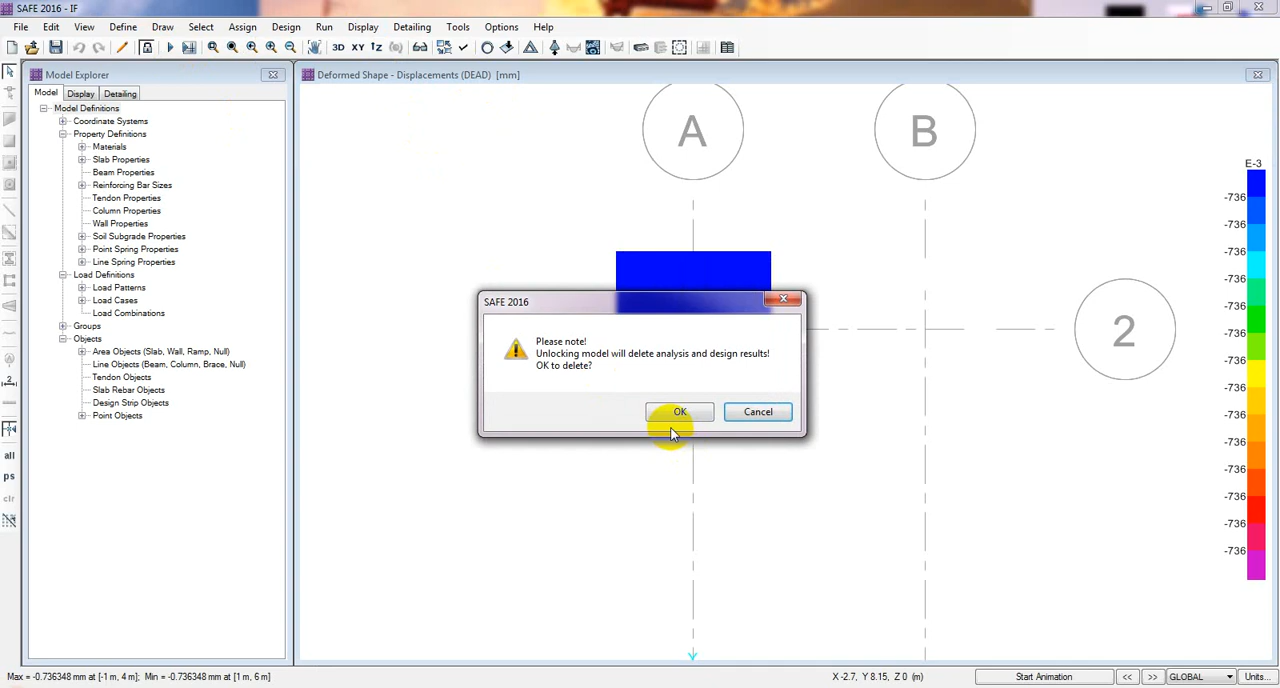 SAFE 2016 - IF
File Edit View Define Draw Select Assign Design Run Display Detailing Tools Options Help
3D XY
Model Explorer
Deformed Shape - Displacements (DEAD) [mm]
Model Display Detailing
Model Definitions
Coordinate Systems
Property Definitions
Materials
Slab Properties
Beam Properties
Reinforcing Bar Sizes
Tendon Properties
Column Properties
Wall Properties
Soil Subgrade Properties
Point Spring Properties
Line Spring Properties
Load Definitions
Load Patterns
Load Cases
Load Combinations
Groups
Objects
Area Objects (Slab, Wall, Ramp, Null)
Line Objects (Beam, Column, Brace, Null)
Tendon Objects
Slab Rebar Objects
Design Strip Objects
Point Objects
all
ps
clr
A
B
2
SAFE 2016
Please note!
Unlocking model will delete analysis and design results!
OK to delete?
OK Cancel
E-3
-736
-736
-736
-736
-736
-736
-736
-736
-736
-736
-736
-736
-736
-736
Max = -0.736348 mm at [-1 m, 4 m]; Min = -0.736348 mm at [1 m, 6 m]
X -2.7, Y 8.15, Z 0 (m)
Start Animation << >> GLOBAL Units...